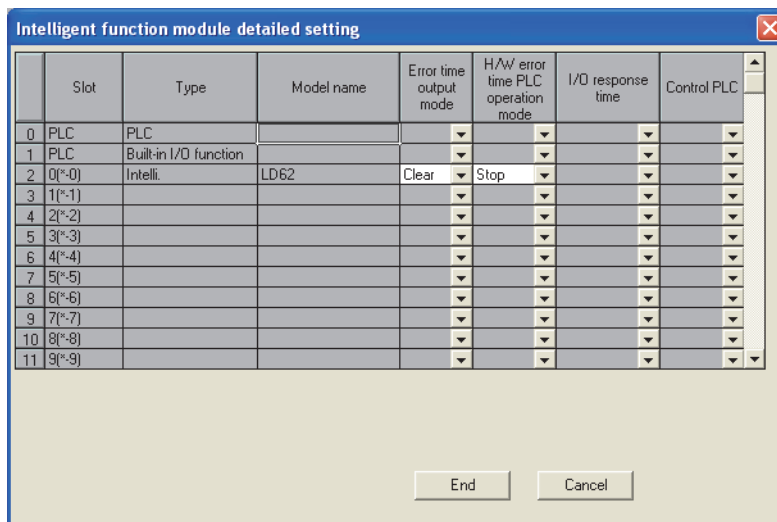 Intelligent function module detailed setting
Slot Type Model name Error time output mode H/W error time PLC operation mode I/O response time Control PLC
0 PLC PLC
1 PLC Built-in I/O function
2 0(*-0) Intelli. LD62 Clear Stop
3 1(*-1)
4 2(*-2)
5 3(*-3)
6 4(*-4)
7 5(*-5)
8 6(*-6)
9 7(*-7)
10 8(*-8)
11 9(*-9)
End Cancel